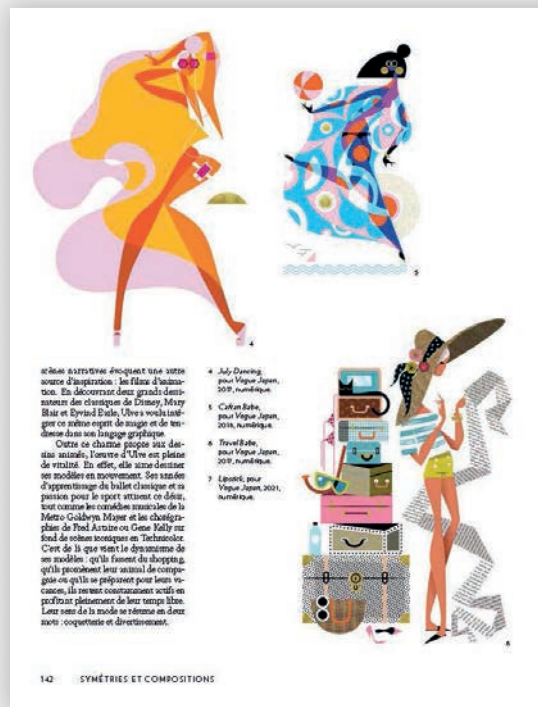 4
5
scènes narratives évoquent une autre
source d'inspiration : les films d'anima-
tion. En découvrant deux grands dessi-
nateurs des classiques de Disney, Mary
Blair et Eyvind Earle, Ulve a voulu inté-
grer ce même esprit de magie et de ten-
dresse dans son langage graphique.
Outre ce charme propre aux des-
sins animés, l'œuvre d'Ulve est pleine
de vitalité. En effet, elle aime dessiner
ses modèles en mouvement. Ses années
d'apprentissage du ballet classique et sa
passion pour le sport attisent ce désir,
tout comme les comédies musicales de la
Metro Goldwyn Mayer et les chorégra-
phies de Fred Astaire ou Gene Kelly sur
fond de scènes iconiques en Technicolor.
C'est de là que vient le dynamisme de
ses modèles : qu'ils fassent du shopping,
qu'ils promènent leur animal de compa-
gnie ou qu'ils se préparent pour leurs va-
cances, ils restent constamment actifs en
profitant pleinement de leur temps libre.
Leur sens de la mode se résume en deux
mots : coquetterie et divertissement.
4 July Dancing,
pour Vogue Japan,
numérique.
5 Caftan Babe,
pour Vogue Japan,
numérique.
6 Travel Babe,
pour Vogue Japan,
numérique.
7 Lipstick, pour
Vogue Japan, 2021,
numérique.
6
142 SYMÉTRIES ET COMPOSITIONS